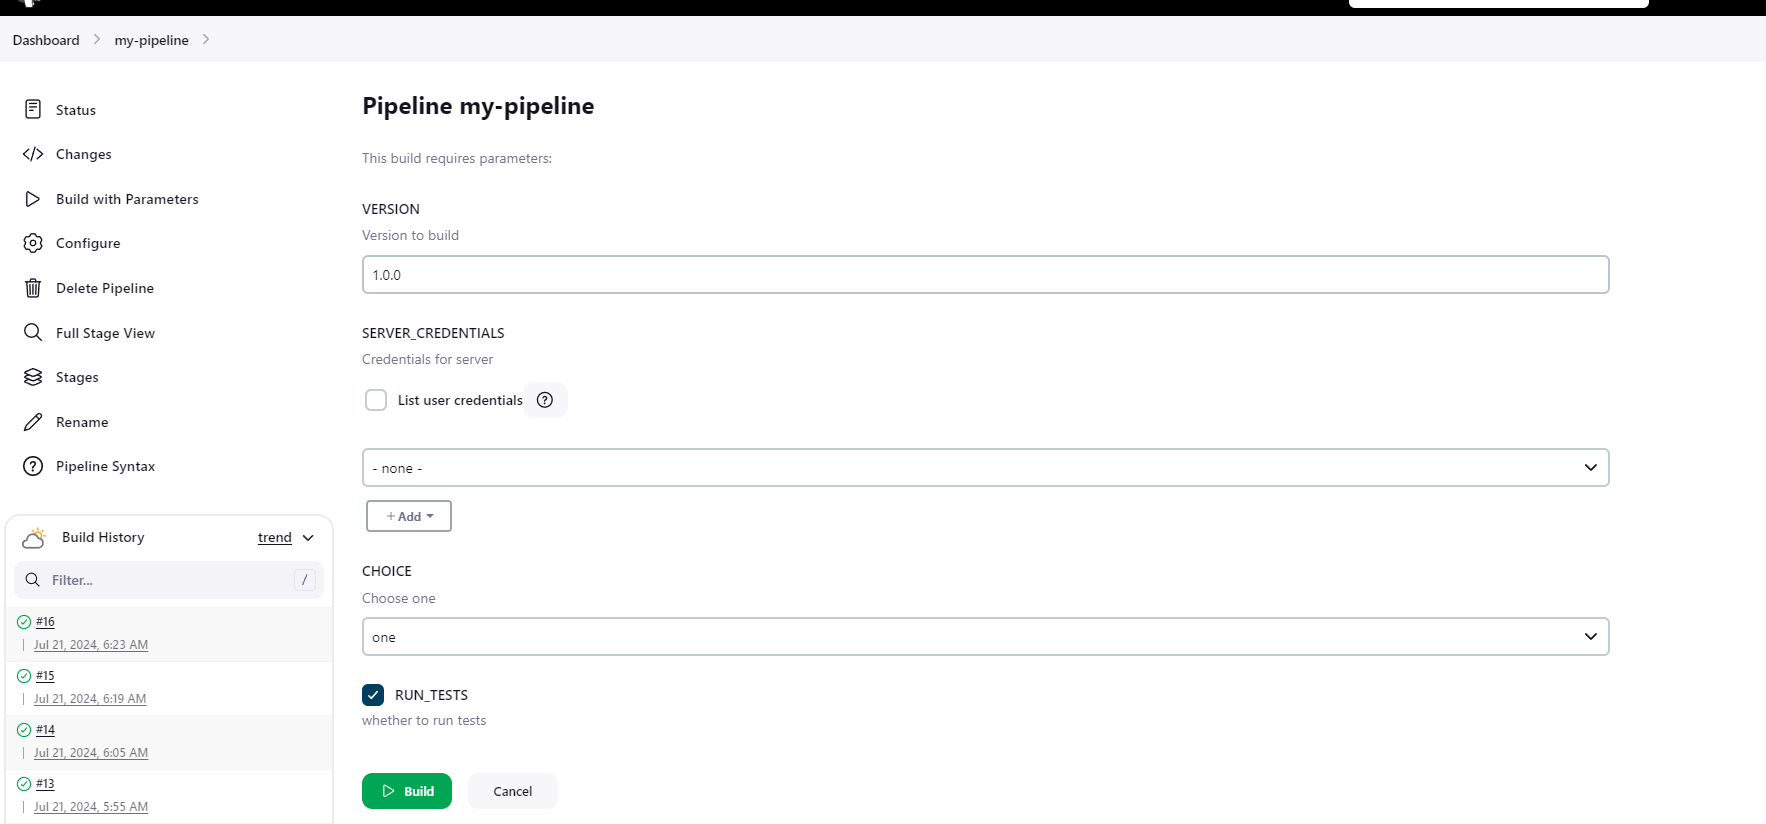 Dashboard
my-pipeline
Status
Changes
Build with Parameters
Configure
Delete Pipeline
Full Stage View
Stages
Rename
Pipeline Syntax
Build History
trend
Filter...
/
#16
Jul 21, 2024, 6:23 AM
#15
Jul 21, 2024, 6:19 AM
#14
Jul 21, 2024, 6:05 AM
#13
Jul 21, 2024, 5:55 AM
Pipeline my-pipeline
This build requires parameters:
VERSION
Version to build
1.0.0
SERVER_CREDENTIALS
Credentials for server
List user credentials
?
- none -
+ Add
CHOICE
Choose one
one
RUN_TESTS
whether to run tests
Build
Cancel